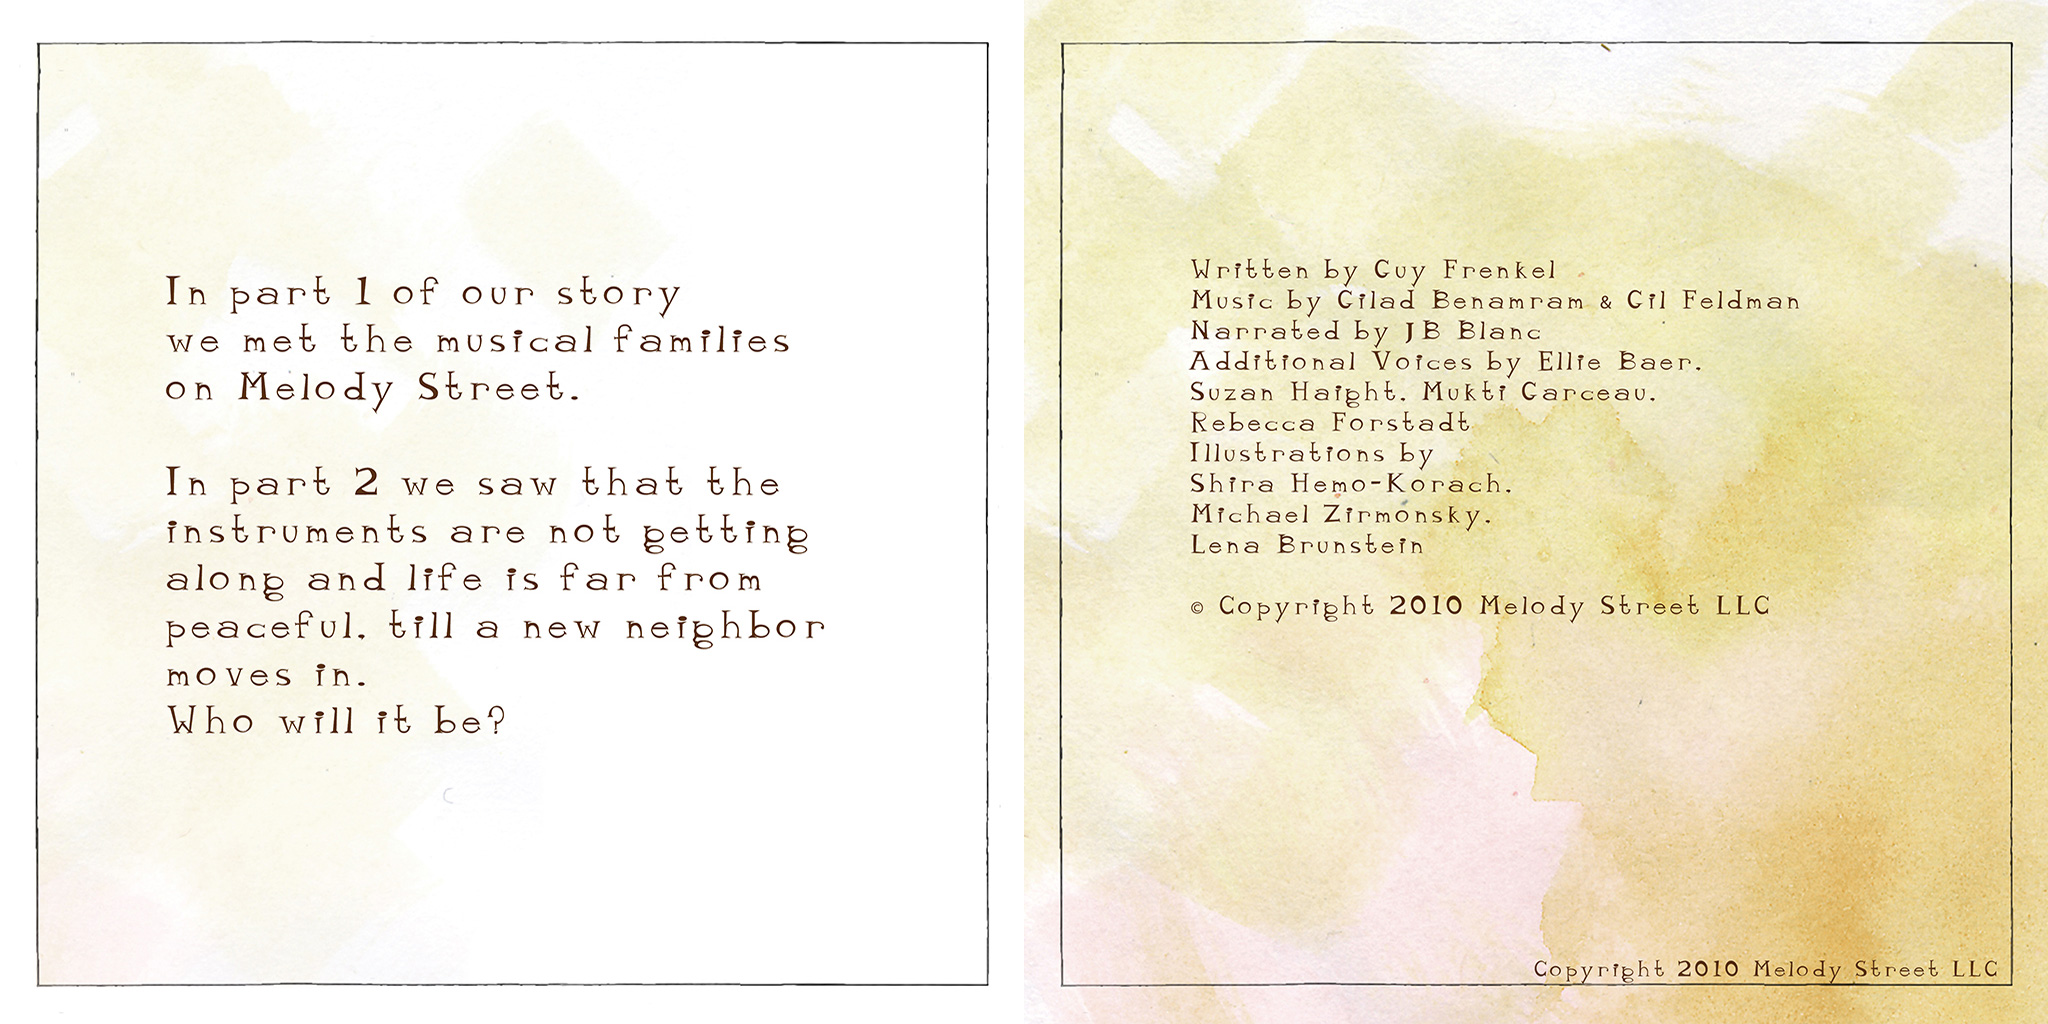 In part 1 of our story
we met the musical families
on Melody Street.
In part 2 we saw that the
instruments are not getting
along and life is far from
peaceful, till a new neighbor
moves in.
Who will it be?
Written by Guy Frenkel
Music by Gilad Benamram & Gil Feldman
Narrated by JB Blanc
Additional Voices by Ellie Baer,
Suzan Haight, Mukti Garceau,
Rebecca Forstadt
Illustrations by
Shira Hemo-Korach,
Michael Zirmonsky,
Lena Brunstein
© Copyright 2010 Melody Street LLC
Copyright 2010 Melody Street LLC